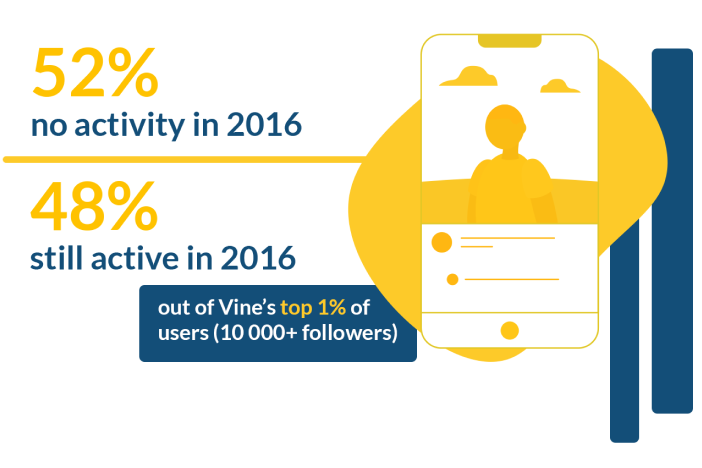 52%
no activity in 2016
48%
still active in 2016
out of Vine’s top 1% of
users (10 000+ followers)